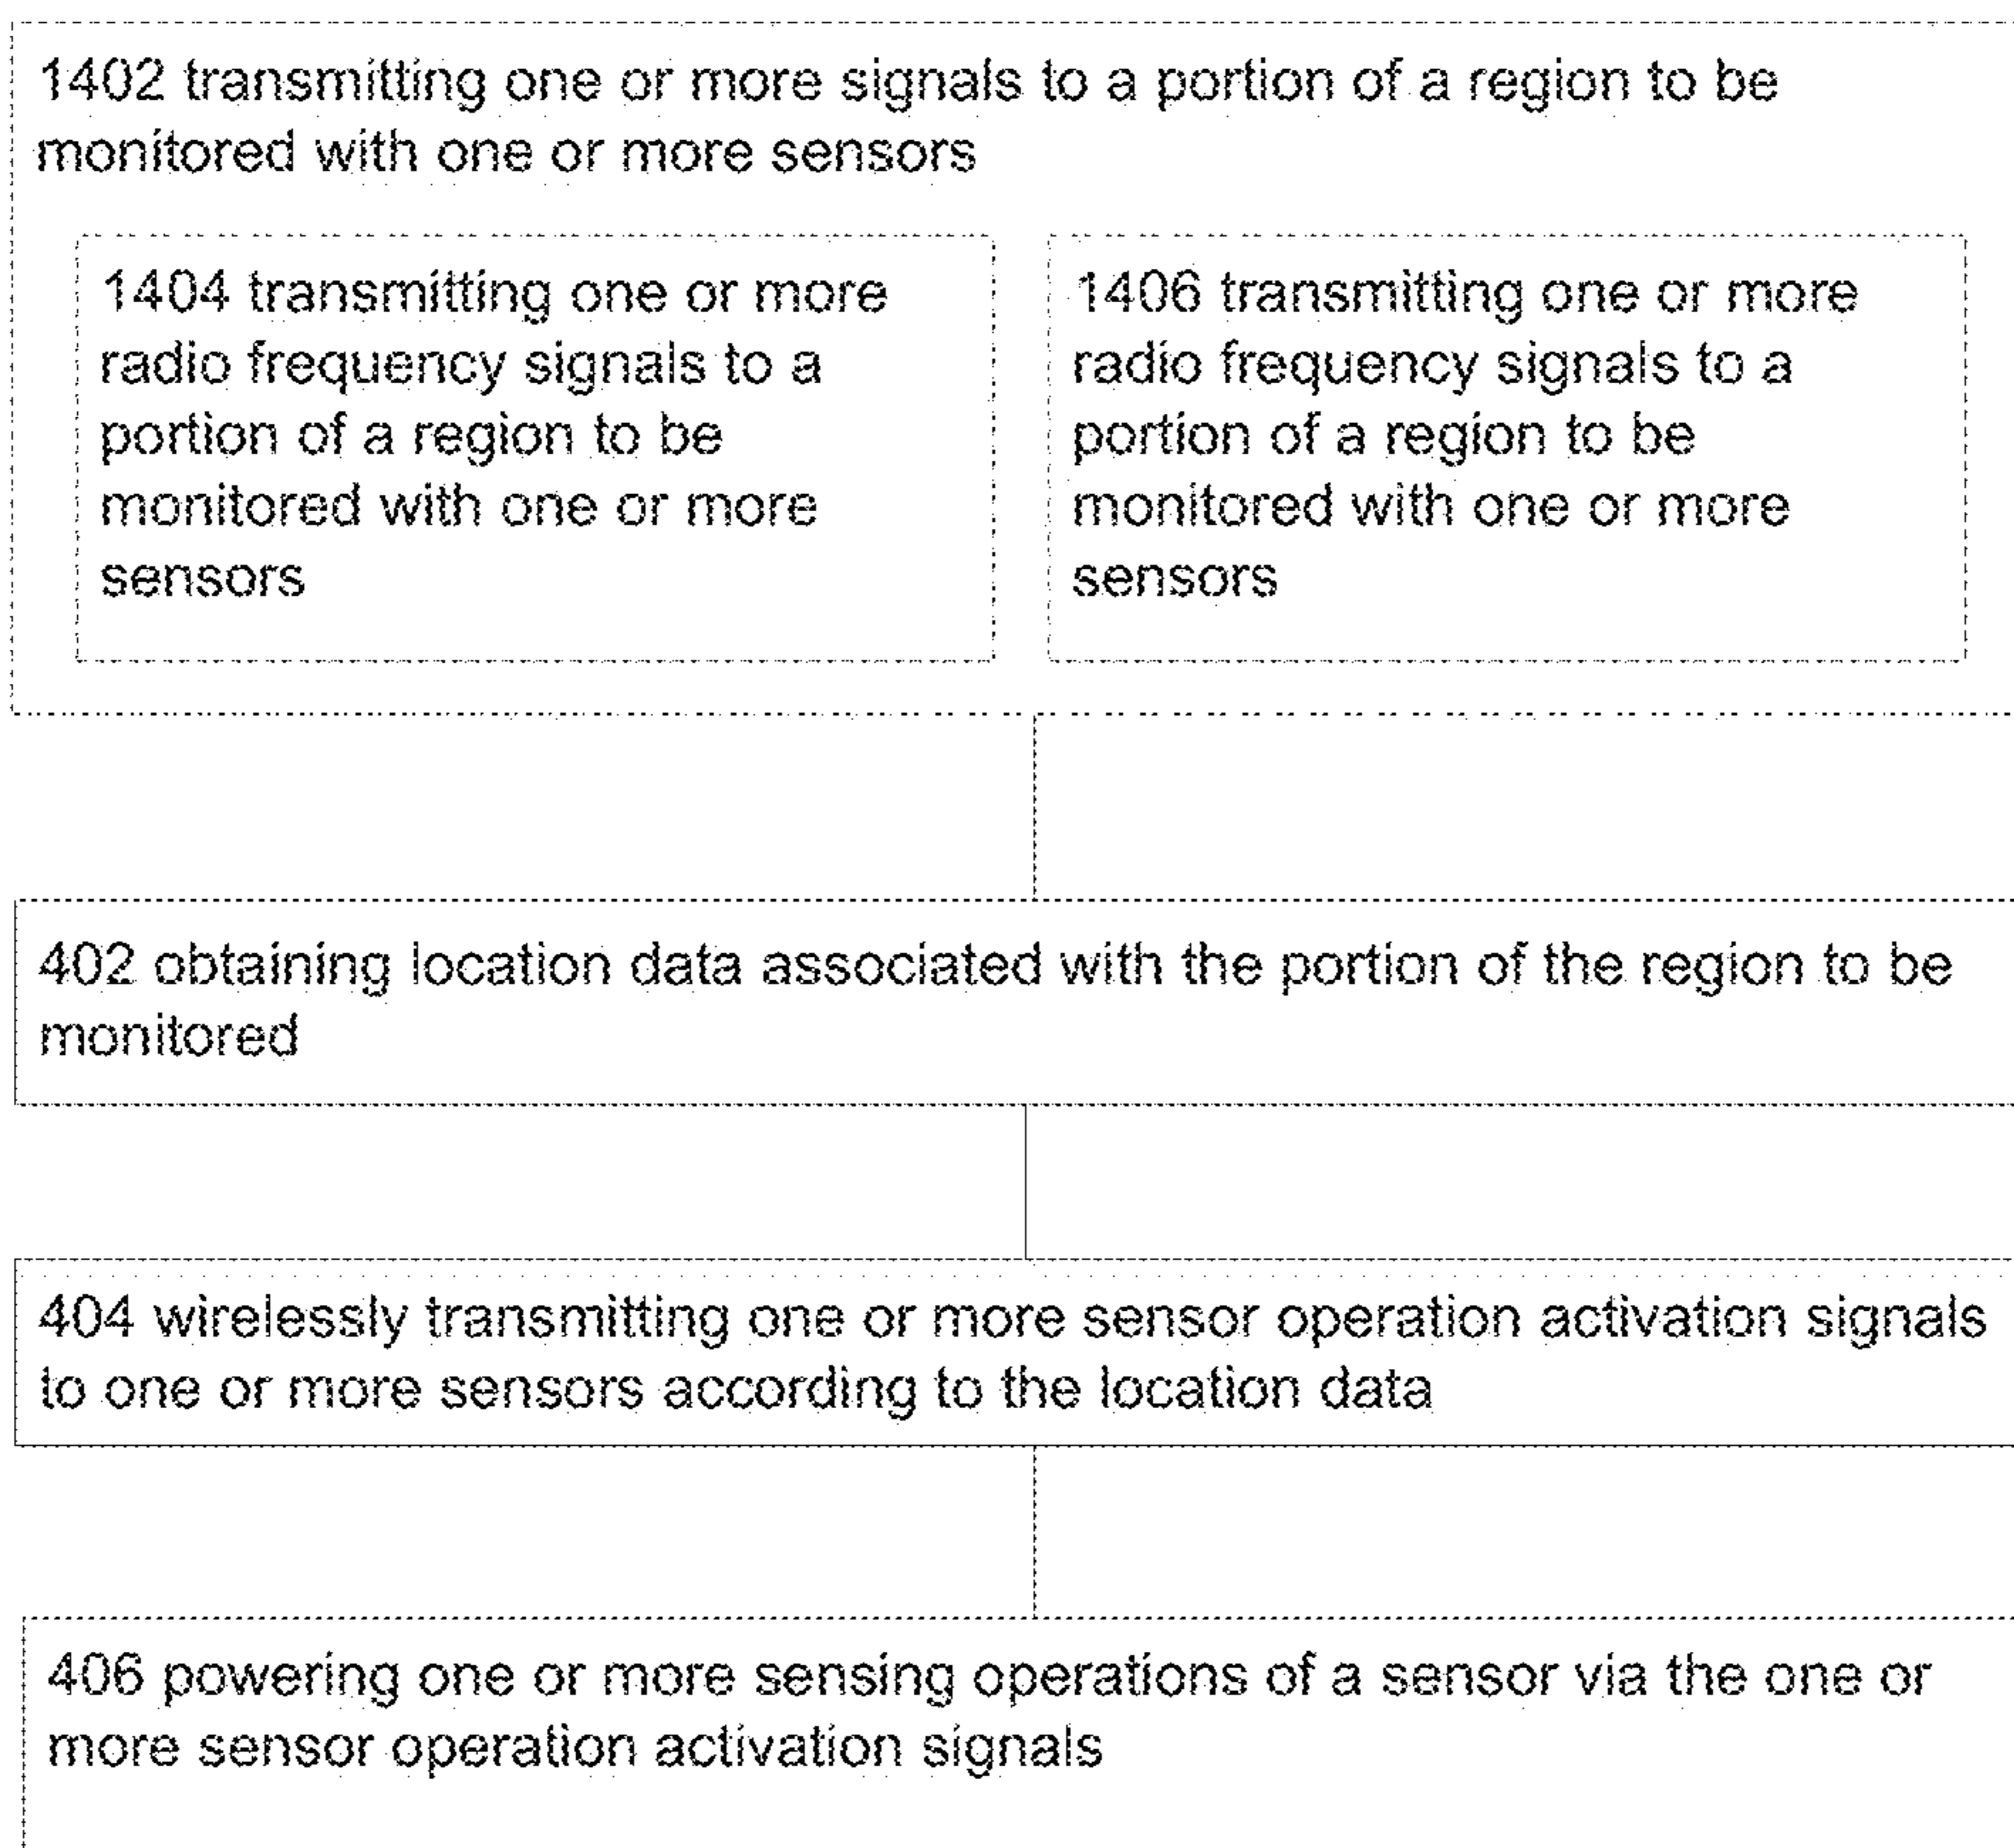 1402 transmitting one or more signals to a portion of a region to be
monitored with one or more sensors
1404 transmitting one or more
radio frequency signals to a
portion of a region to be
monitored with one or more
sensors
1406 transmitting one or more
radio frequency signals to a
portion of a region to be
monitored with one or more
sensors
402 obtaining location data associated with the portion of the region to be
monitored
404 wirelessly transmitting one or more sensor operation activation signals
to one or more sensors according to the location data
406 powering one or more sensing operations of a sensor via the one or
more sensor operation activation signals